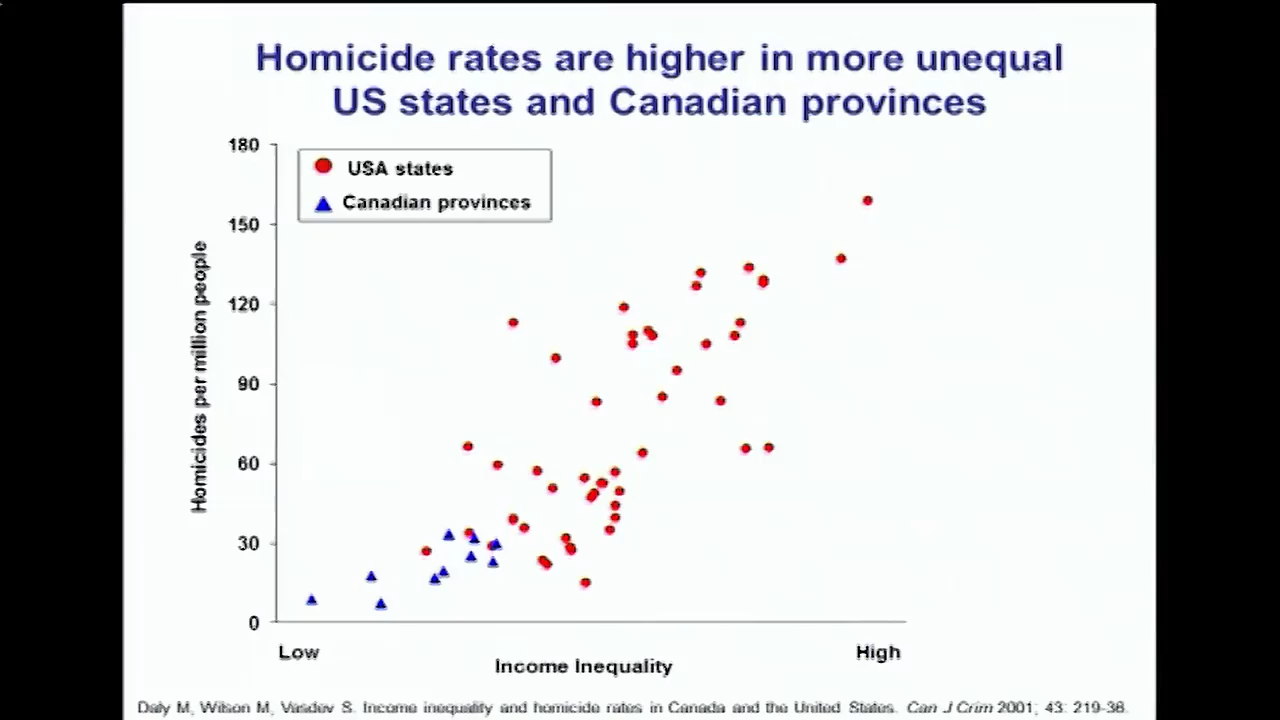 Homicide rates are higher in more unequal
US states and Canadian provinces
180
150
120
90
60
30
0
USA states
Canadian provinces
Homicides per million people
Low
High
Income Inequality
Daly M, Wilson M, Vasdev S. Income inequality and homicide rates in Canada and the United States. Can J Crim 2001; 43: 219-36.